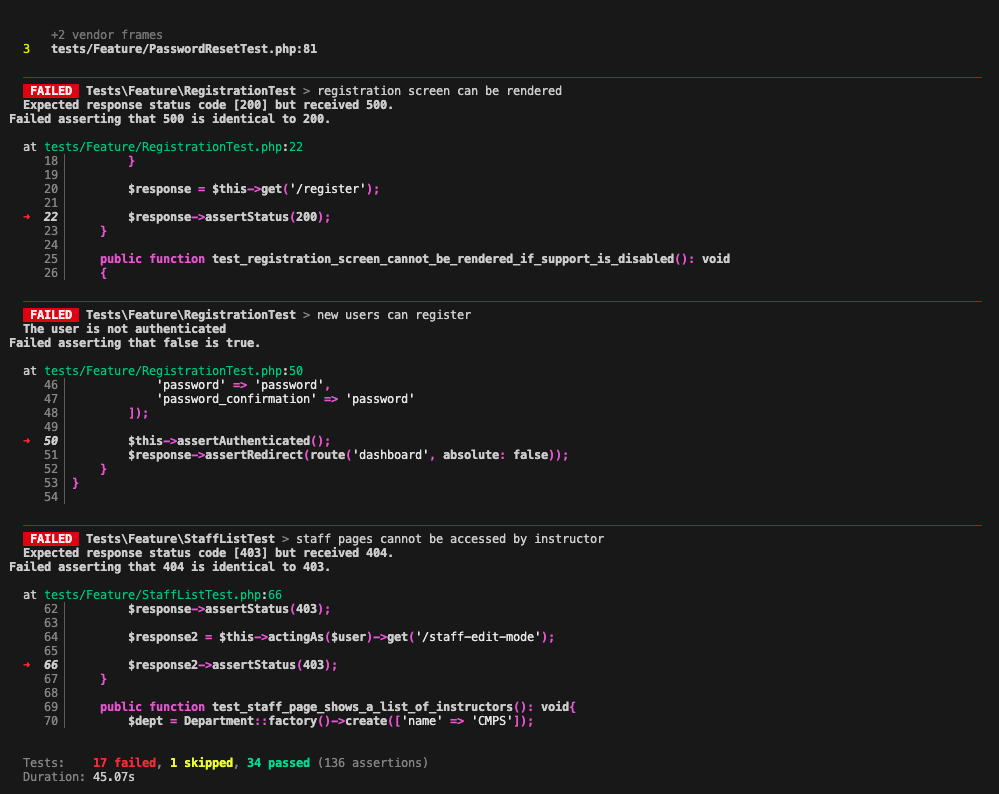 +2 vendor frames
3   tests/Feature/PasswordResetTest.php:81
FAILED  Tests\Feature\RegistrationTest > registration screen can be rendered
Expected response status code [200] but received 500.
Failed asserting that 500 is identical to 200.
at tests/Feature/RegistrationTest.php:22
18        }
19
20        $response = $this->get('/register');
21
→ 22        $response->assertStatus(200);
23    }
24
25    public function test_registration_screen_cannot_be_rendered_if_support_is_disabled(): void
26    {
FAILED  Tests\Feature\RegistrationTest > new users can register
The user is not authenticated
Failed asserting that false is true.
at tests/Feature/RegistrationTest.php:50
46            'password' => 'password',
47            'password_confirmation' => 'password'
48        ]);
49
→ 50        $this->assertAuthenticated();
51        $response->assertRedirect(route('dashboard', absolute: false));
52    }
53 }
54
FAILED  Tests\Feature\StaffListTest > staff pages cannot be accessed by instructor
Expected response status code [403] but received 404.
Failed asserting that 404 is identical to 403.
at tests/Feature/StaffListTest.php:66
62        $response->assertStatus(403);
63
64        $response2 = $this->actingAs($user)->get('/staff-edit-mode');
65
→ 66        $response2->assertStatus(403);
67    }
68
69    public function test_staff_page_shows_a_list_of_instructors(): void{
70        $dept = Department::factory()->create(['name' => 'CMPS']);
Tests:    17 failed, 1 skipped, 34 passed (136 assertions)
Duration: 45.07s